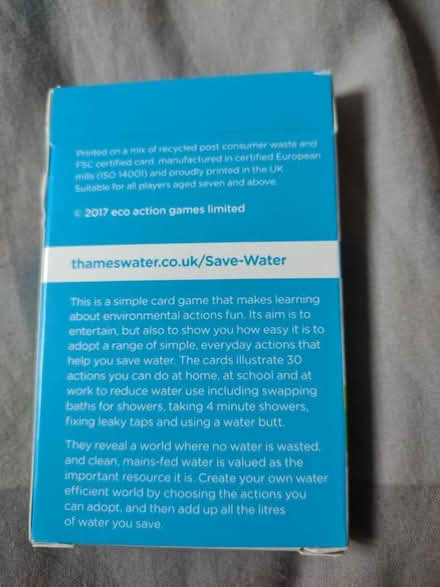 Printed on a mix of recycled post consumer waste and
FSC certified card, manufactured in certified European
mills (ISO 14001) and proudly printed in the UK
Suitable for all players aged seven and above.
© 2017 eco action games limited
thameswater.co.uk/Save-Water
This is a simple card game that makes learning
about environmental actions fun. Its aim is to
entertain, but also to show you how easy it is to
adopt a range of simple, everyday actions that
help you save water. The cards illustrate 30
actions you can do at home, at school and at
work to reduce water use including swapping
baths for showers, taking 4 minute showers,
fixing leaky taps and using a water butt.
They reveal a world where no water is wasted,
and clean, mains-fed water is valued as the
important resource it is. Create your own water
efficient world by choosing the actions you
can adopt, and then add up all the litres
of water you save.